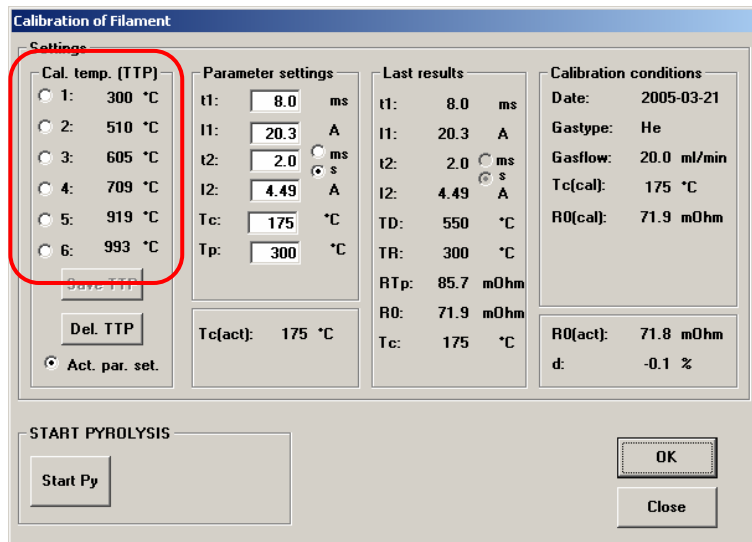 Calibration of Filament
Settings
Cal. temp. (TTP)
1: 300 °C
2: 510 °C
3: 605 °C
4: 709 °C
5: 919 °C
6: 993 °C
Save TTP
Del. TTP
Act. par. set.
Parameter settings
t1: 8.0 ms
I1: 20.3 A
t2: 2.0 ms
s
I2: 4.49 A
Tc: 175 °C
Tp: 300 °C
Tc(act): 175 °C
Last results
t1: 8.0 ms
I1: 20.3 A
t2: 2.0 ms
s
I2: 4.49 A
TD: 550 °C
TR: 300 °C
RTp: 85.7 mOhm
R0: 71.9 mOhm
Tc: 175 °C
Calibration conditions
Date: 2005-03-21
Gastype: He
Gasflow: 20.0 ml/min
Tc(cal): 175 °C
R0(cal): 71.9 mOhm
R0(act): 71.8 mOhm
d: -0.1 %
START PYROLYSIS
Start Py
OK
Close